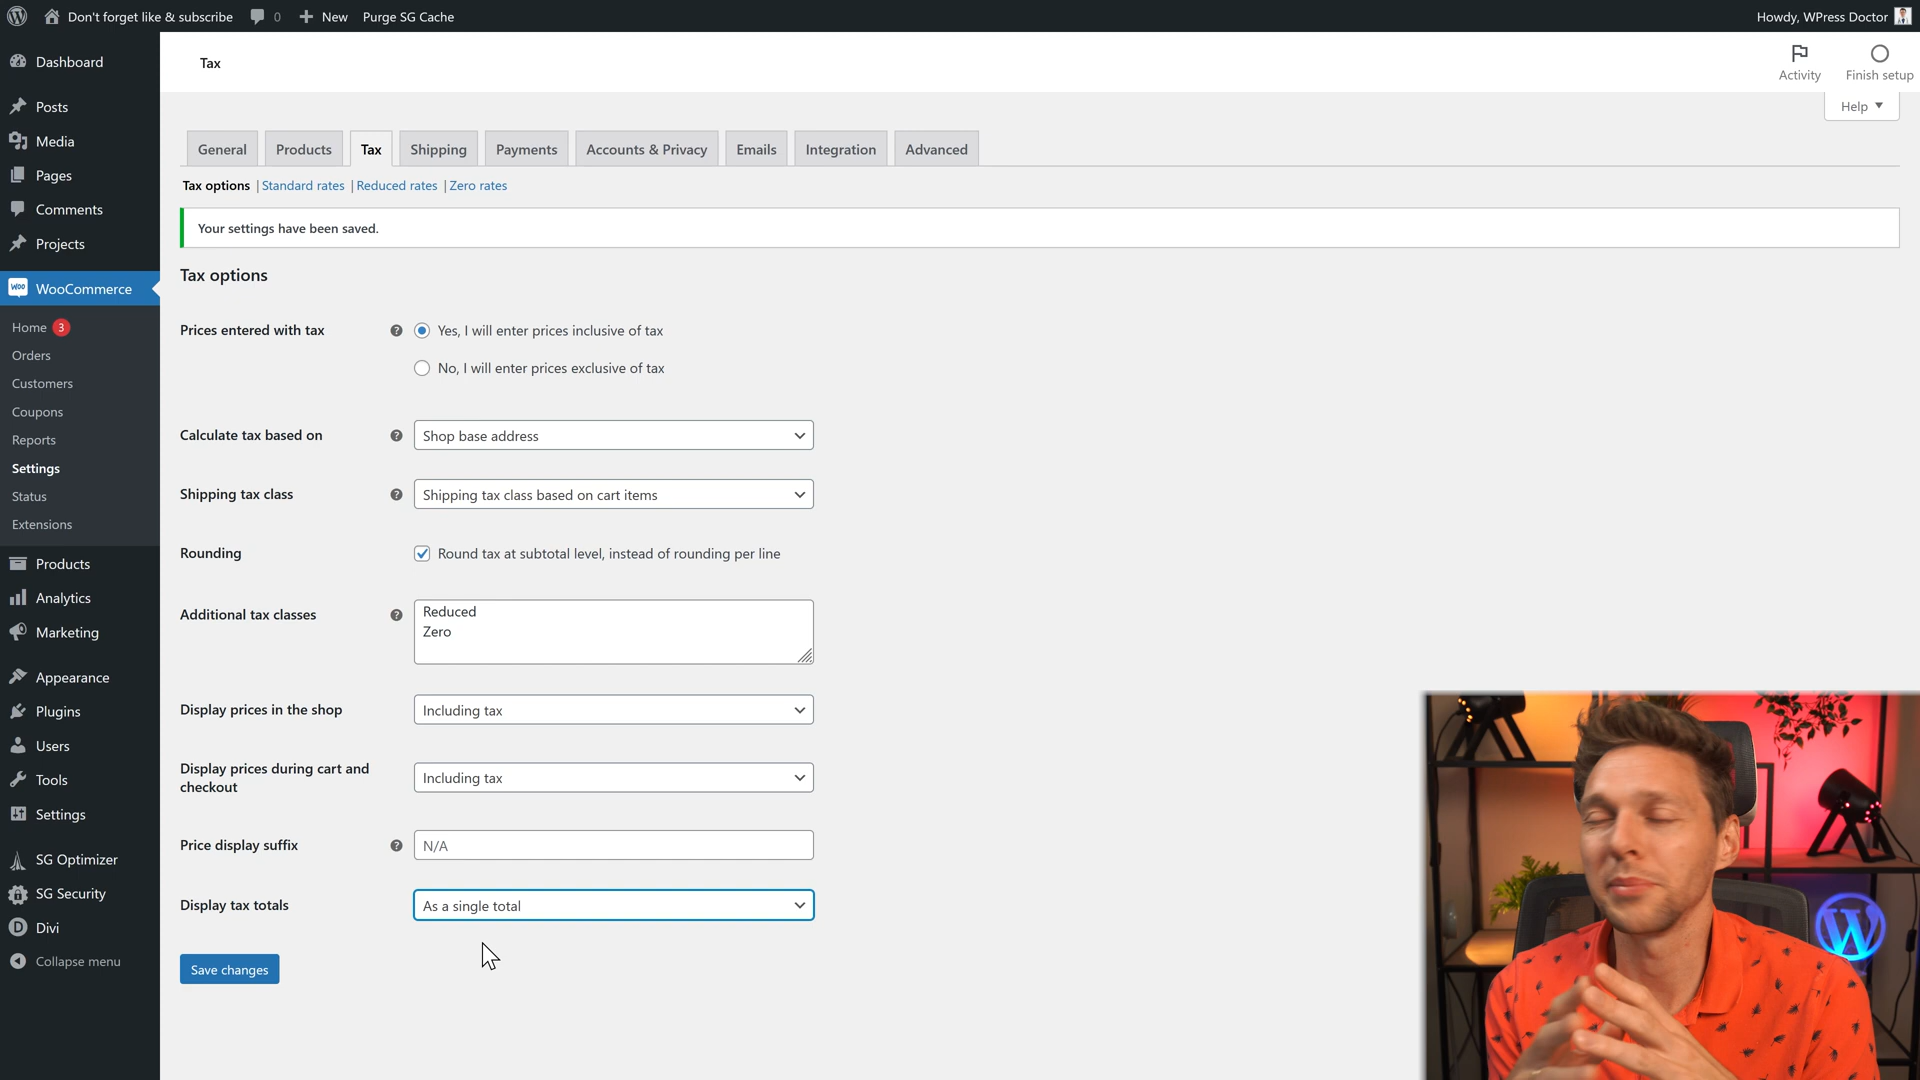 Don't forget like & subscribe
0
New
Purge SG Cache
Howdy, WPress Doctor
Dashboard
Posts
Media
Pages
Comments
Projects
WooCommerce
Home 3
Orders
Customers
Coupons
Reports
Settings
Status
Extensions
Products
Analytics
Marketing
Appearance
Plugins
Users
Tools
Settings
SG Optimizer
SG Security
Divi
Collapse menu
Tax
Activity
Finish setup
Help
General
Products
Tax
Shipping
Payments
Accounts & Privacy
Emails
Integration
Advanced
Tax options | Standard rates | Reduced rates | Zero rates
Your settings have been saved.
Tax options
Prices entered with tax
Yes, I will enter prices inclusive of tax
No, I will enter prices exclusive of tax
Calculate tax based on
Shop base address
Shipping tax class
Shipping tax class based on cart items
Rounding
Round tax at subtotal level, instead of rounding per line
Additional tax classes
Reduced
Zero
Display prices in the shop
Including tax
Display prices during cart and
checkout
Including tax
Price display suffix
N/A
Display tax totals
As a single total
Save changes